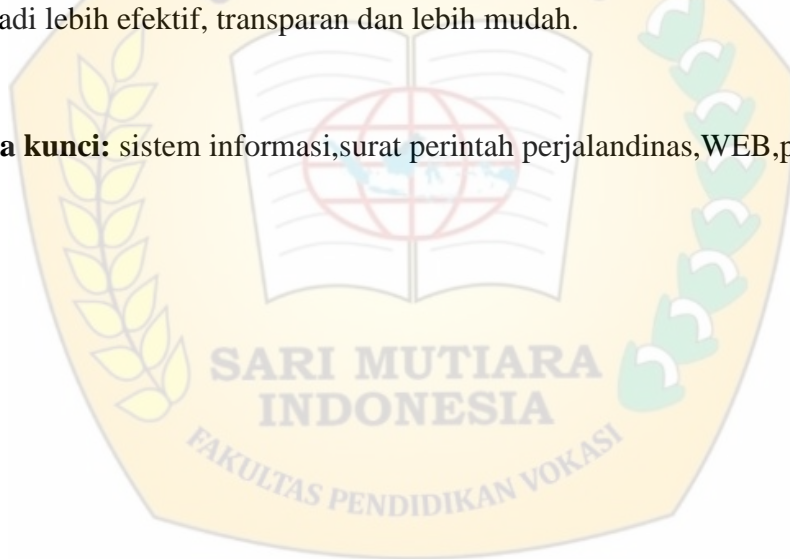 adi lebih efektif, transparan dan lebih mudah.
a kunci: sistem informasi,surat perintah perjalandinas,WEB,p
SARI MUTIARA
INDONESIA
FAKULTAS PENDIDIKAN VOKASI